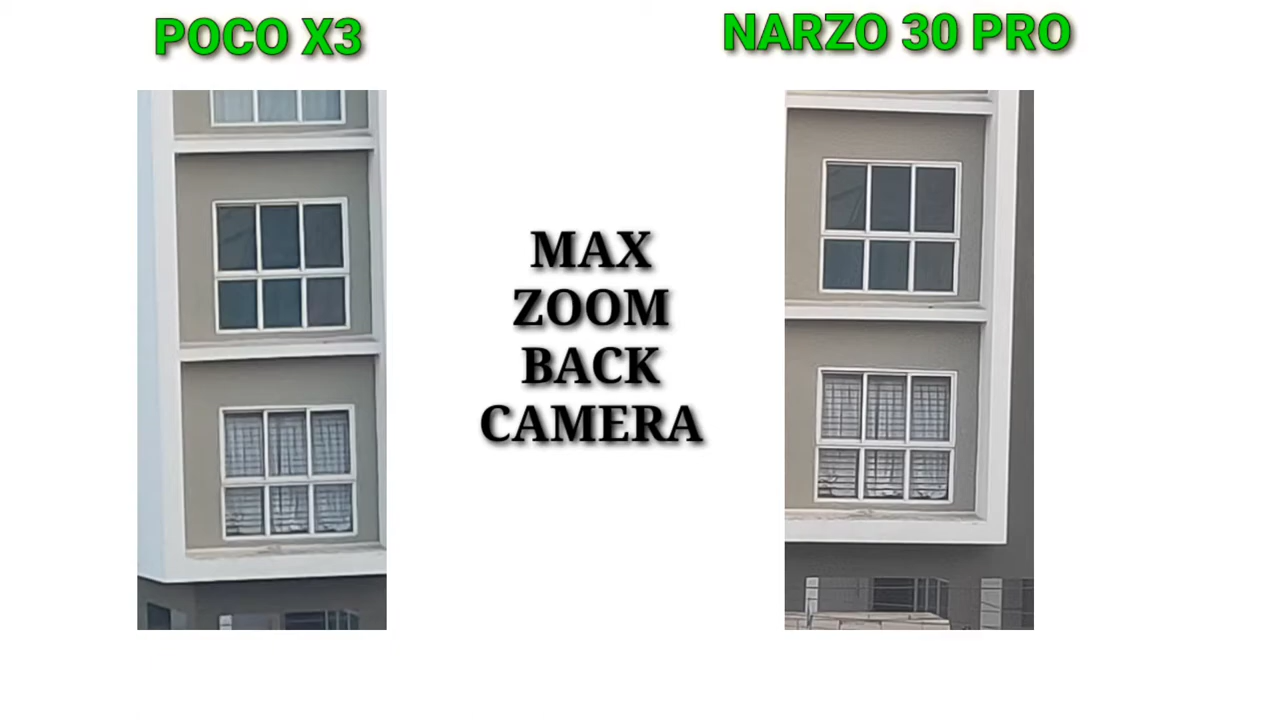 POCO X3
NARZO 30 PRO
MAX
ZOOM
BACK
CAMERA